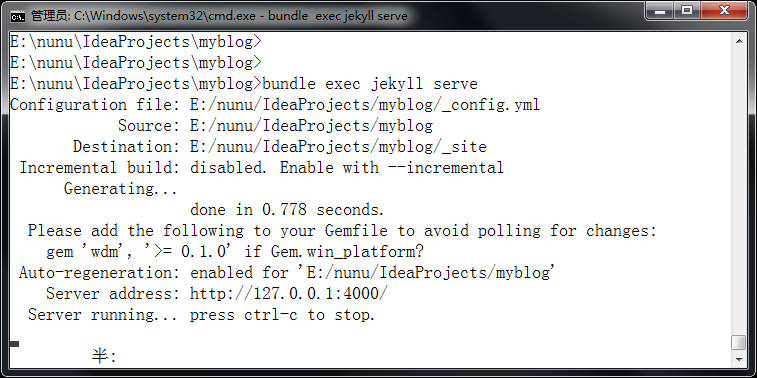 管理员: C:\Windows\system32\cmd.exe - bundle  exec jekyll serve
E:\nunu\IdeaProjects\myblog>
E:\nunu\IdeaProjects\myblog>
E:\nunu\IdeaProjects\myblog>bundle exec jekyll serve
Configuration file: E:/nunu/IdeaProjects/myblog/_config.yml
Source: E:/nunu/IdeaProjects/myblog
Destination: E:/nunu/IdeaProjects/myblog/_site
Incremental build: disabled. Enable with --incremental
Generating...
done in 0.778 seconds.
Please add the following to your Gemfile to avoid polling for changes:
gem 'wdm', '>= 0.1.0' if Gem.win_platform?
Auto-regeneration: enabled for 'E:/nunu/IdeaProjects/myblog'
Server address: http://127.0.0.1:4000/
Server running... press ctrl-c to stop.
半: